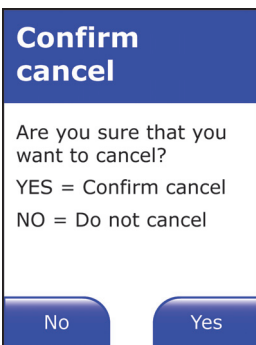 Confirm
cancel
Are you sure that you
want to cancel?
YES = Confirm cancel
NO = Do not cancel
No
Yes